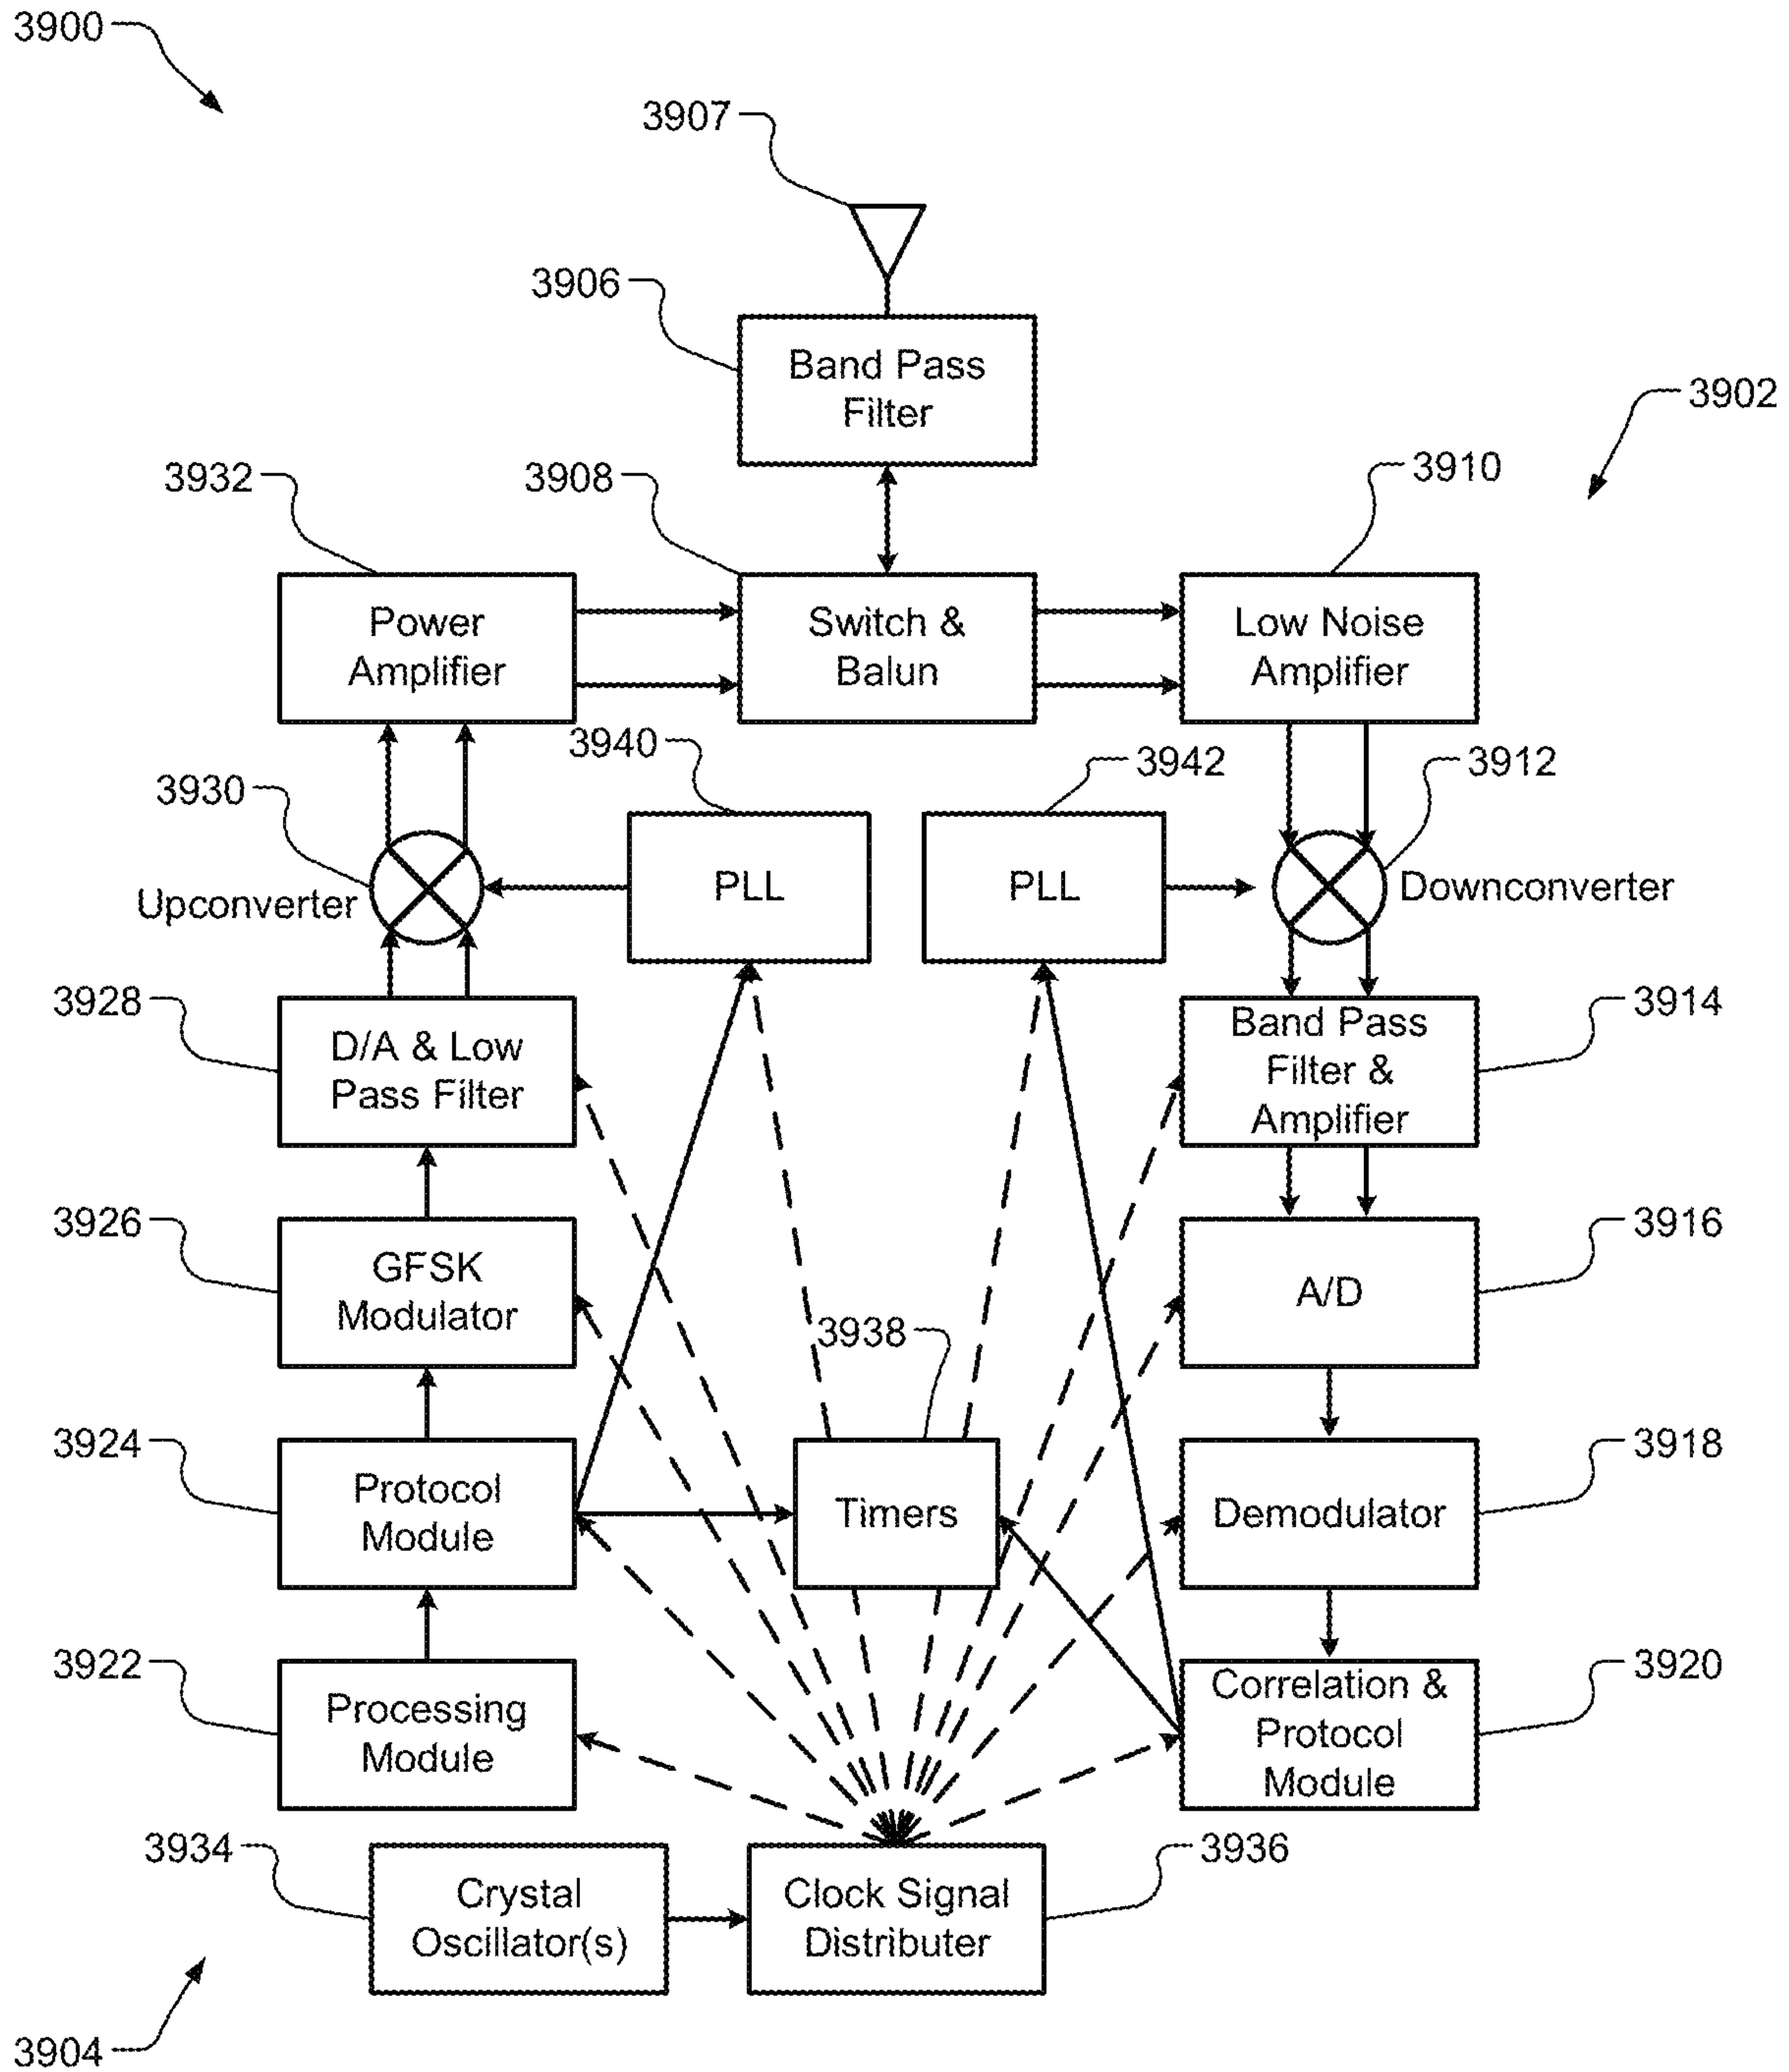 3900
3907
3906
Band Pass
Filter
3902
3932
3908
3910
Power
Amplifier
Switch &
Balun
Low Noise
Amplifier
3940
3942
3912
3930
Upconverter
PLL
PLL
Downconverter
3928
D/A & Low
Pass Filter
Band Pass
Filter &
Amplifier
3914
3926
GFSK
Modulator
A/D
3916
3938
3924
Protocol
Module
Timers
Demodulator
3918
3922
Processing
Module
Correlation &
Protocol
Module
3920
3934
Crystal
Oscillator(s)
Clock Signal
Distributer
3936
3904